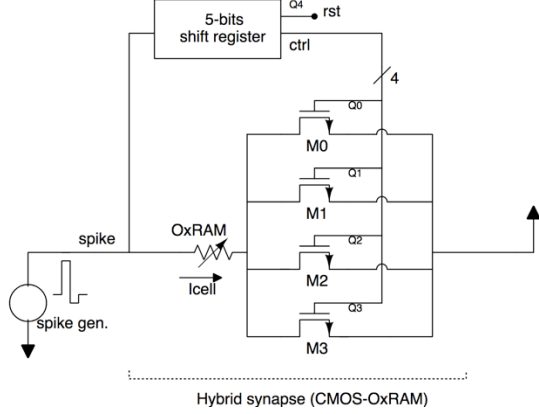 Q4
rst
5-bits
shift register
ctrl
4
Q0
M0
Q1
M1
spike
OxRAM
Q2
M2
Icell
Q3
M3
spike gen.
Hybrid synapse (CMOS-OxRAM)